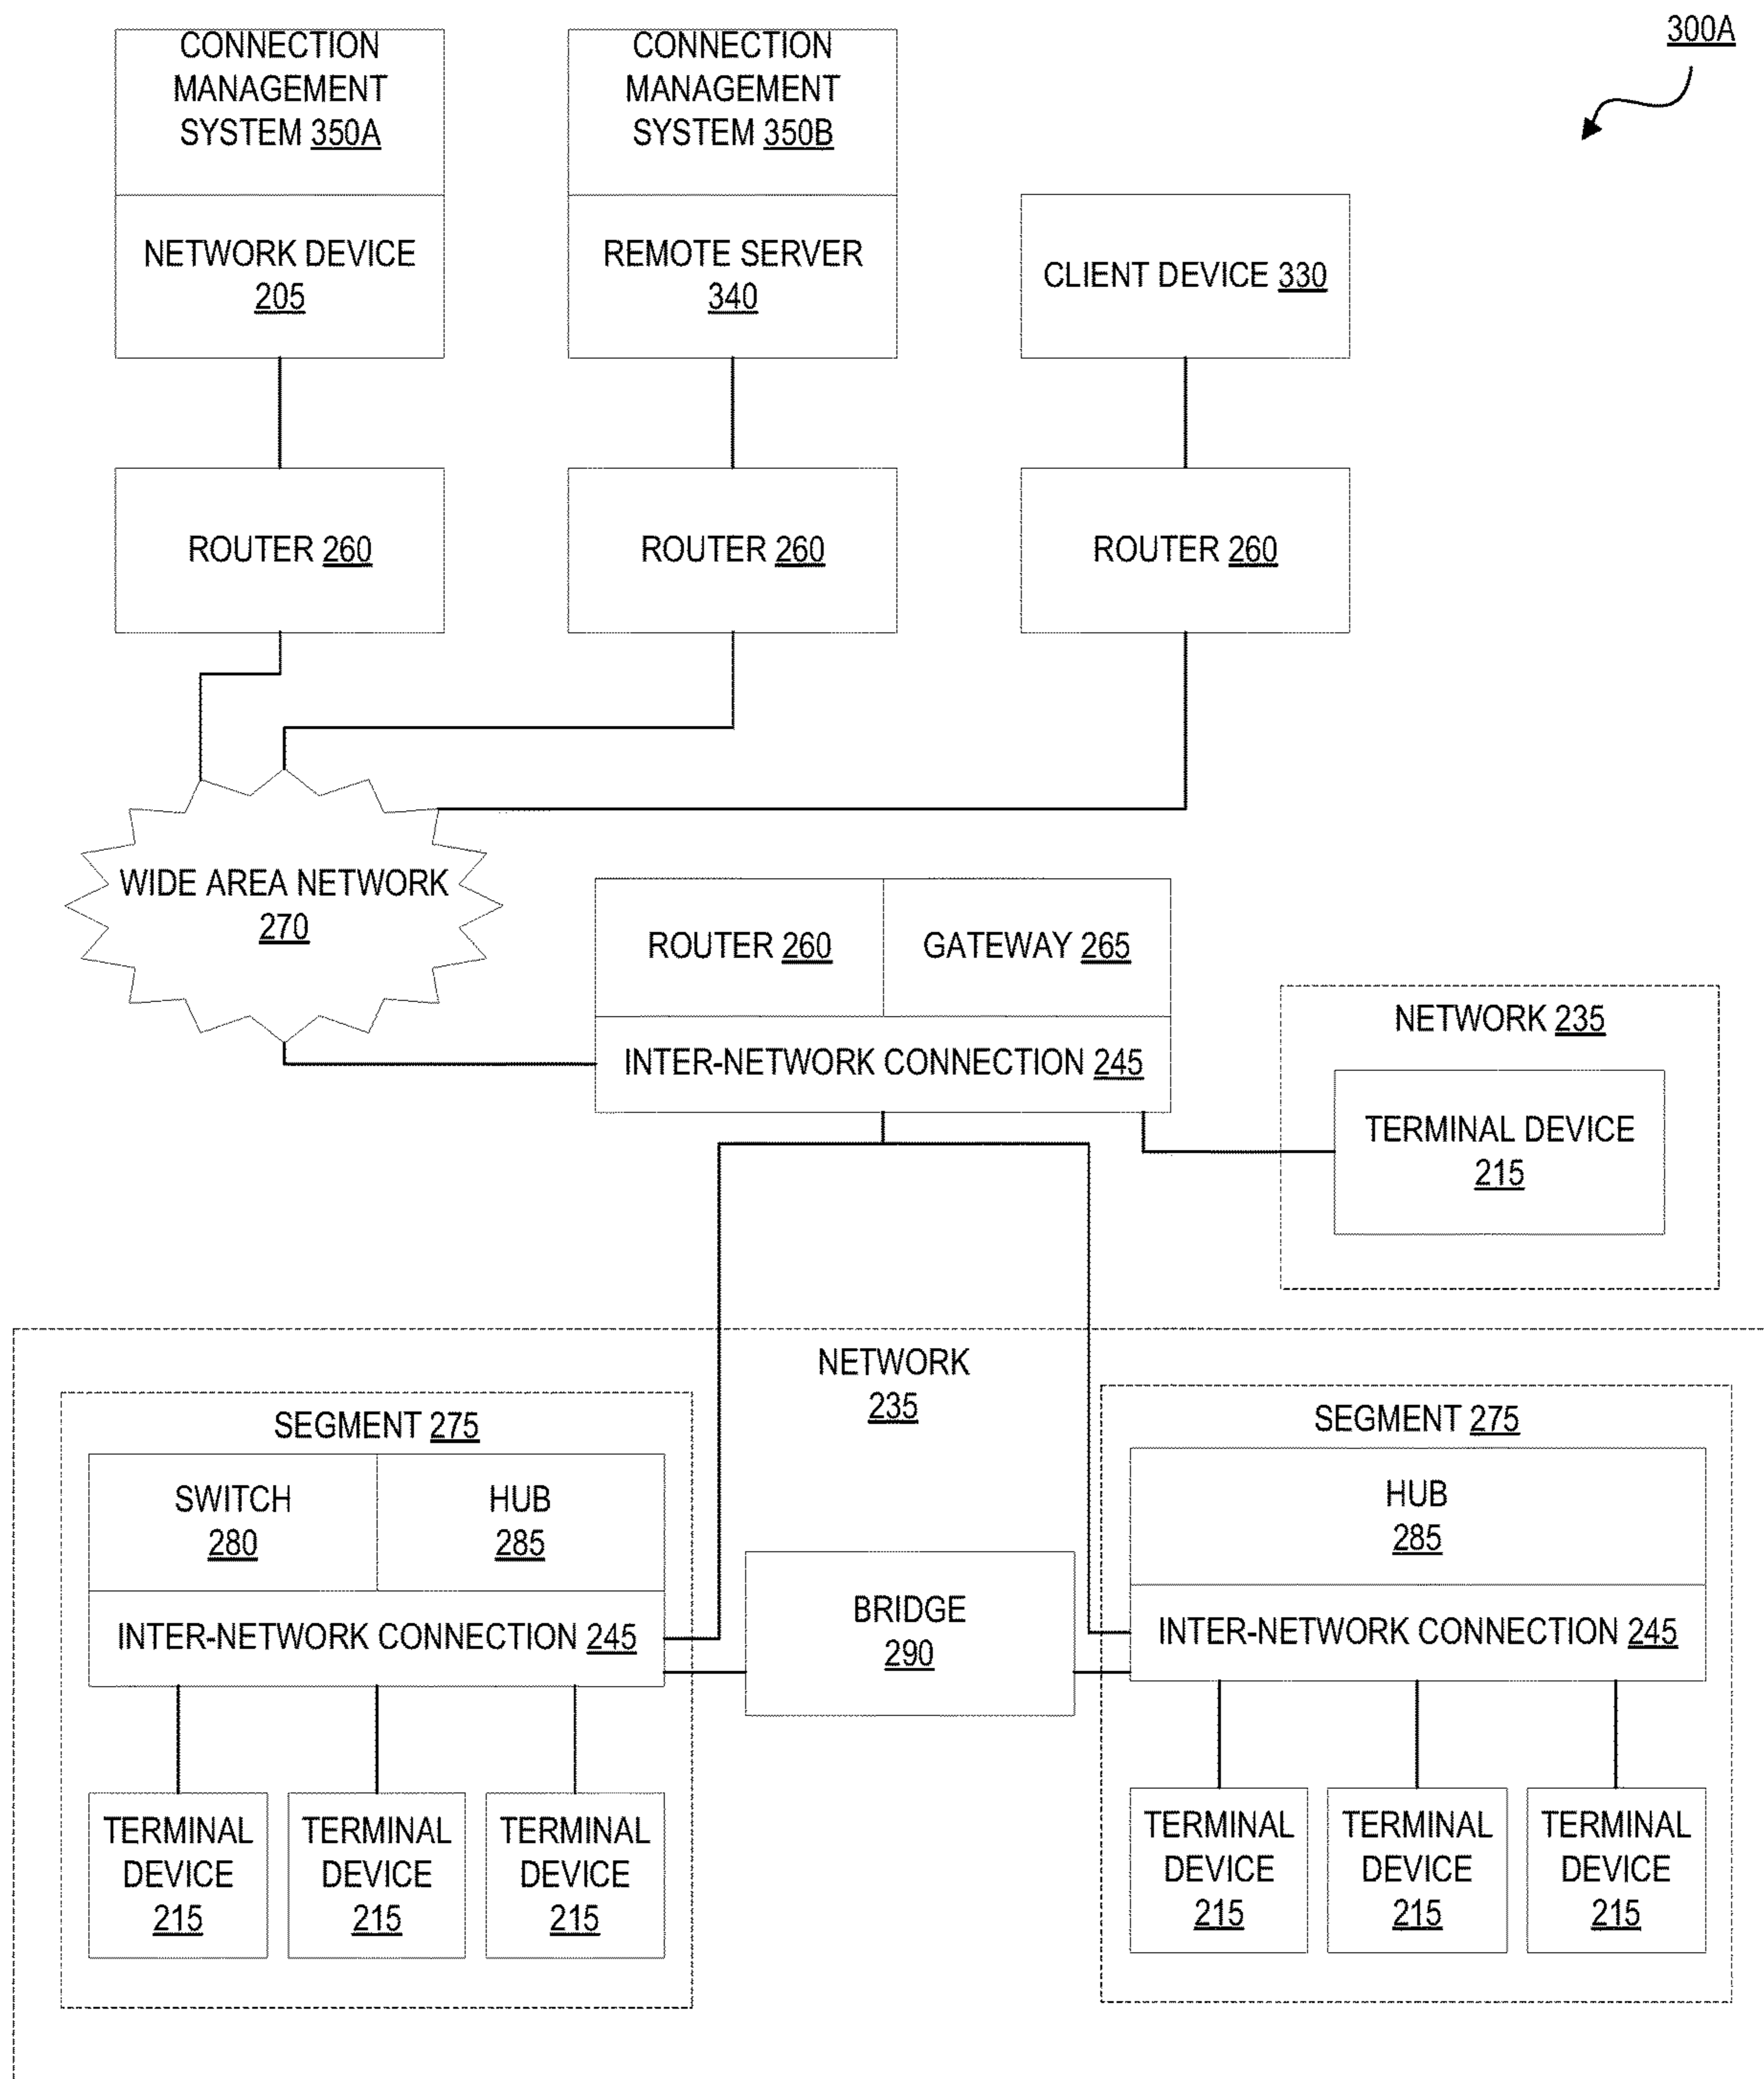 300A
CONNECTION
MANAGEMENT
SYSTEM 350A
CONNECTION
MANAGEMENT
SYSTEM 350B
NETWORK DEVICE
205
REMOTE SERVER
340
CLIENT DEVICE 330
ROUTER 260
ROUTER 260
ROUTER 260
WIDE AREA NETWORK
270
ROUTER 260
GATEWAY 265
INTER-NETWORK CONNECTION 245
NETWORK 235
TERMINAL DEVICE
215
NETWORK
235
SEGMENT 275
SWITCH
280
HUB
285
INTER-NETWORK CONNECTION 245
BRIDGE
290
SEGMENT 275
HUB
285
INTER-NETWORK CONNECTION 245
TERMINAL
DEVICE
215
TERMINAL
DEVICE
215
TERMINAL
DEVICE
215
TERMINAL
DEVICE
215
TERMINAL
DEVICE
215
TERMINAL
DEVICE
215